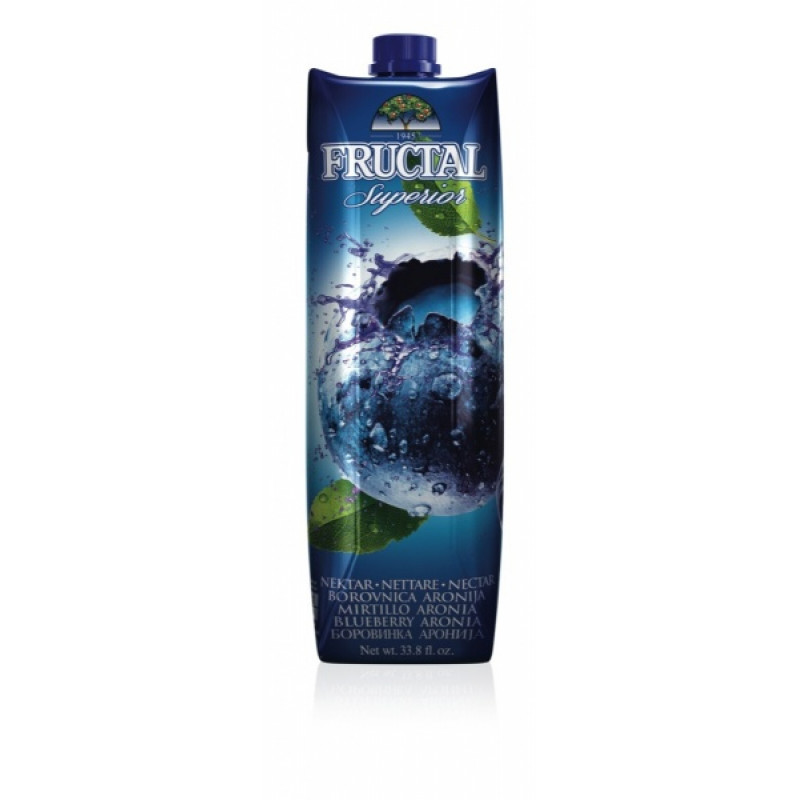 1945
FRUCTAL
Superior
NEKTAR • NETTARE • NECTAR
BOROVNICA ARONIJA
MIRTILLO ARONIA
BLUEBERRY ARONIA
БОРОВИНКА АРОНИЈА
Net wt. 33.8 fl. oz.